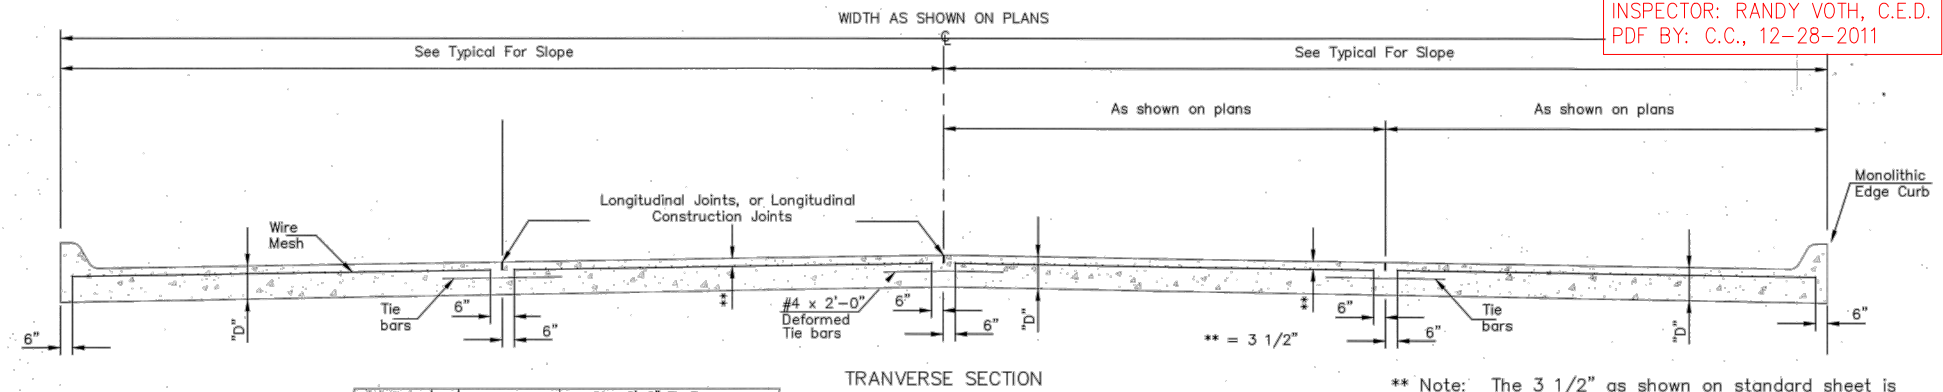 WIDTH AS SHOWN ON PLANS
INSPECTOR: RANDY VOTH, C.E.D.
PDF BY: C.C., 12-28-2011
℄
See Typical For Slope
See Typical For Slope
As shown on plans
As shown on plans
Monolithic
Edge Curb
Longitudinal Joints, or Longitudinal
Construction Joints
Wire
Mesh
Tie
bars
#4 x 2'-0"
Deformed
Tie bars
Tie
bars
6"
"D"
6"
6"
**
6"
6"
"D"
** = 3 1/2"
**
6"
6"
"D"
6"
TRANVERSE SECTION
** Note: The 3 1/2" as shown on standard sheet is